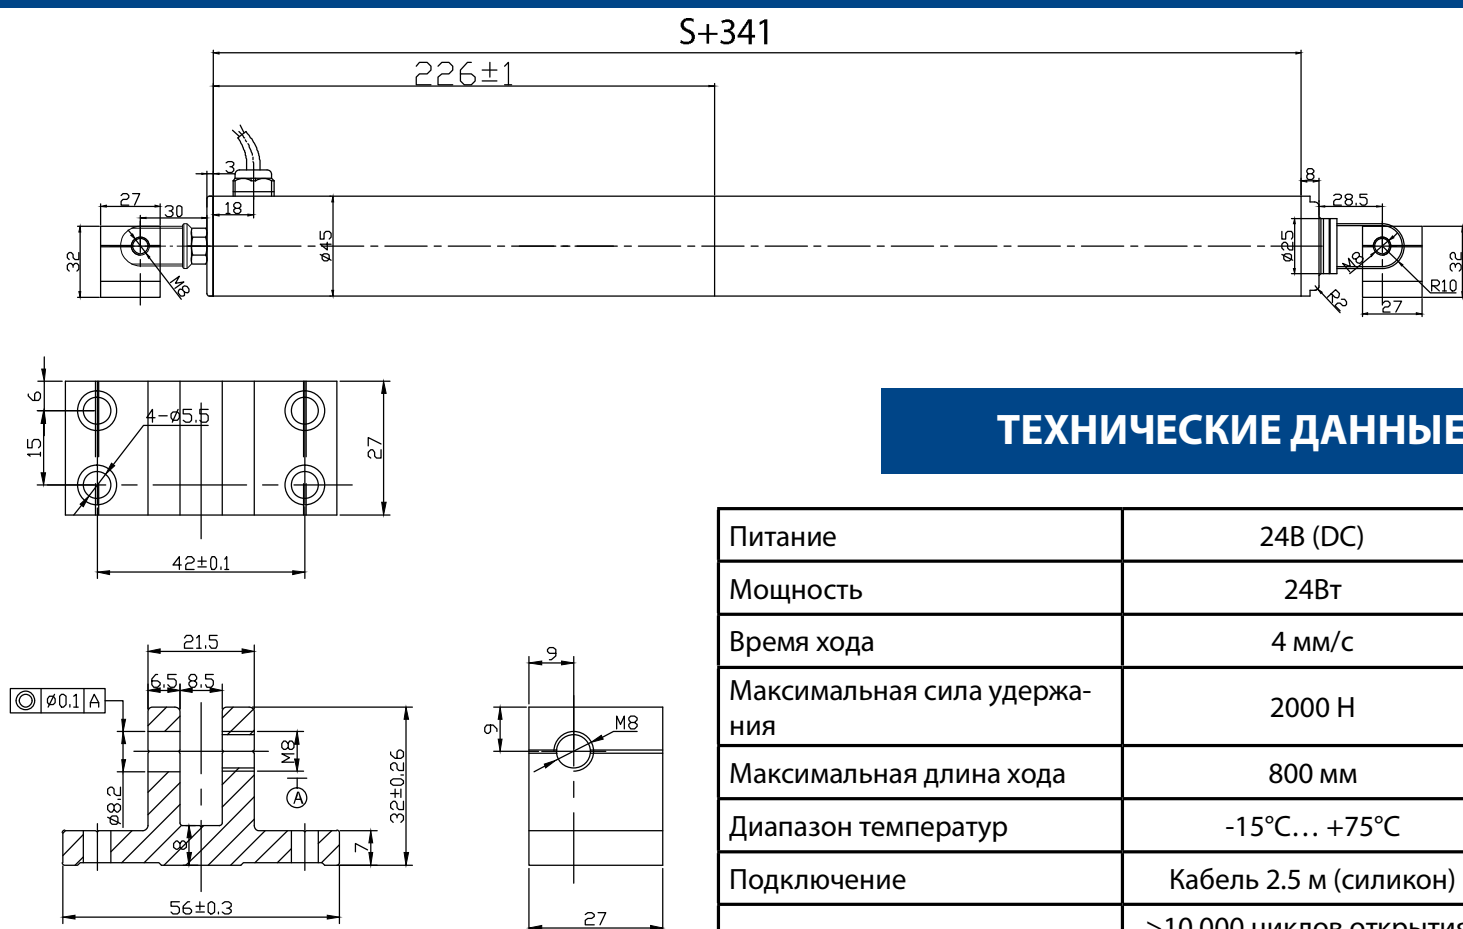 S+341
226±1
3
8
27
30
18
28.5
32
M8
ø45
ø25
M8
32
R10
R2
27
6
15
4-ø5.5
27
42±0.1
ТЕХНИЧЕСКИЕ ДАННЫЕ
Питание 24В (DC)
Мощность 24Вт
Время хода 4 мм/с
Максимальная сила удержа-
ния
2000 Н
Максимальная длина хода 800 мм
Диапазон температур -15°C… +75°C
Подключение Кабель 2.5 м (силикон)
>10 000 циклов открытия
21.5
6.5 8.5
ø0.1 A
M8
A
ø8.2
32±0.26
8
7
56±0.3
9
9
M8
27